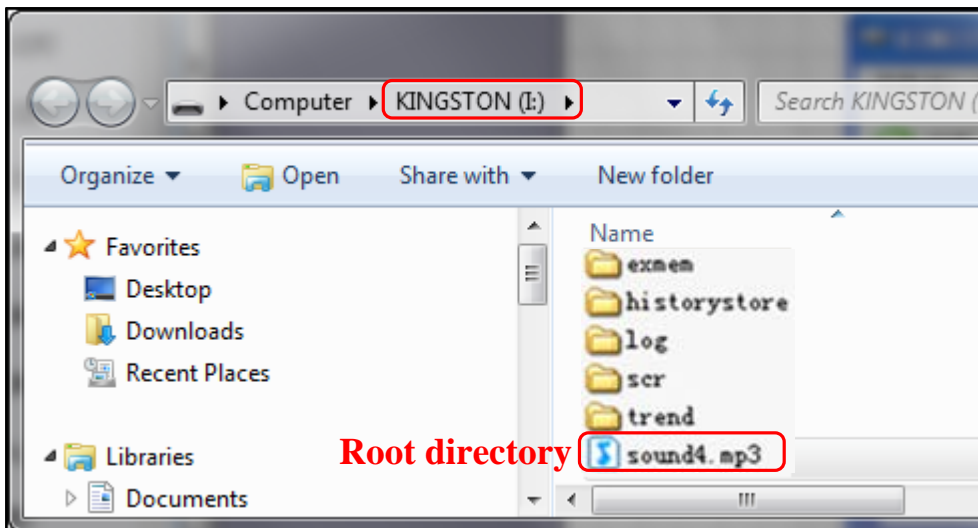 Computer KINGSTON (I:) Search KINGSTON (
Organize Open Share with New folder
Favorites
Desktop
Downloads
Recent Places
Libraries
Documents
Name
exmem
historystore
log
scr
trend
Root directory sound4.mp3